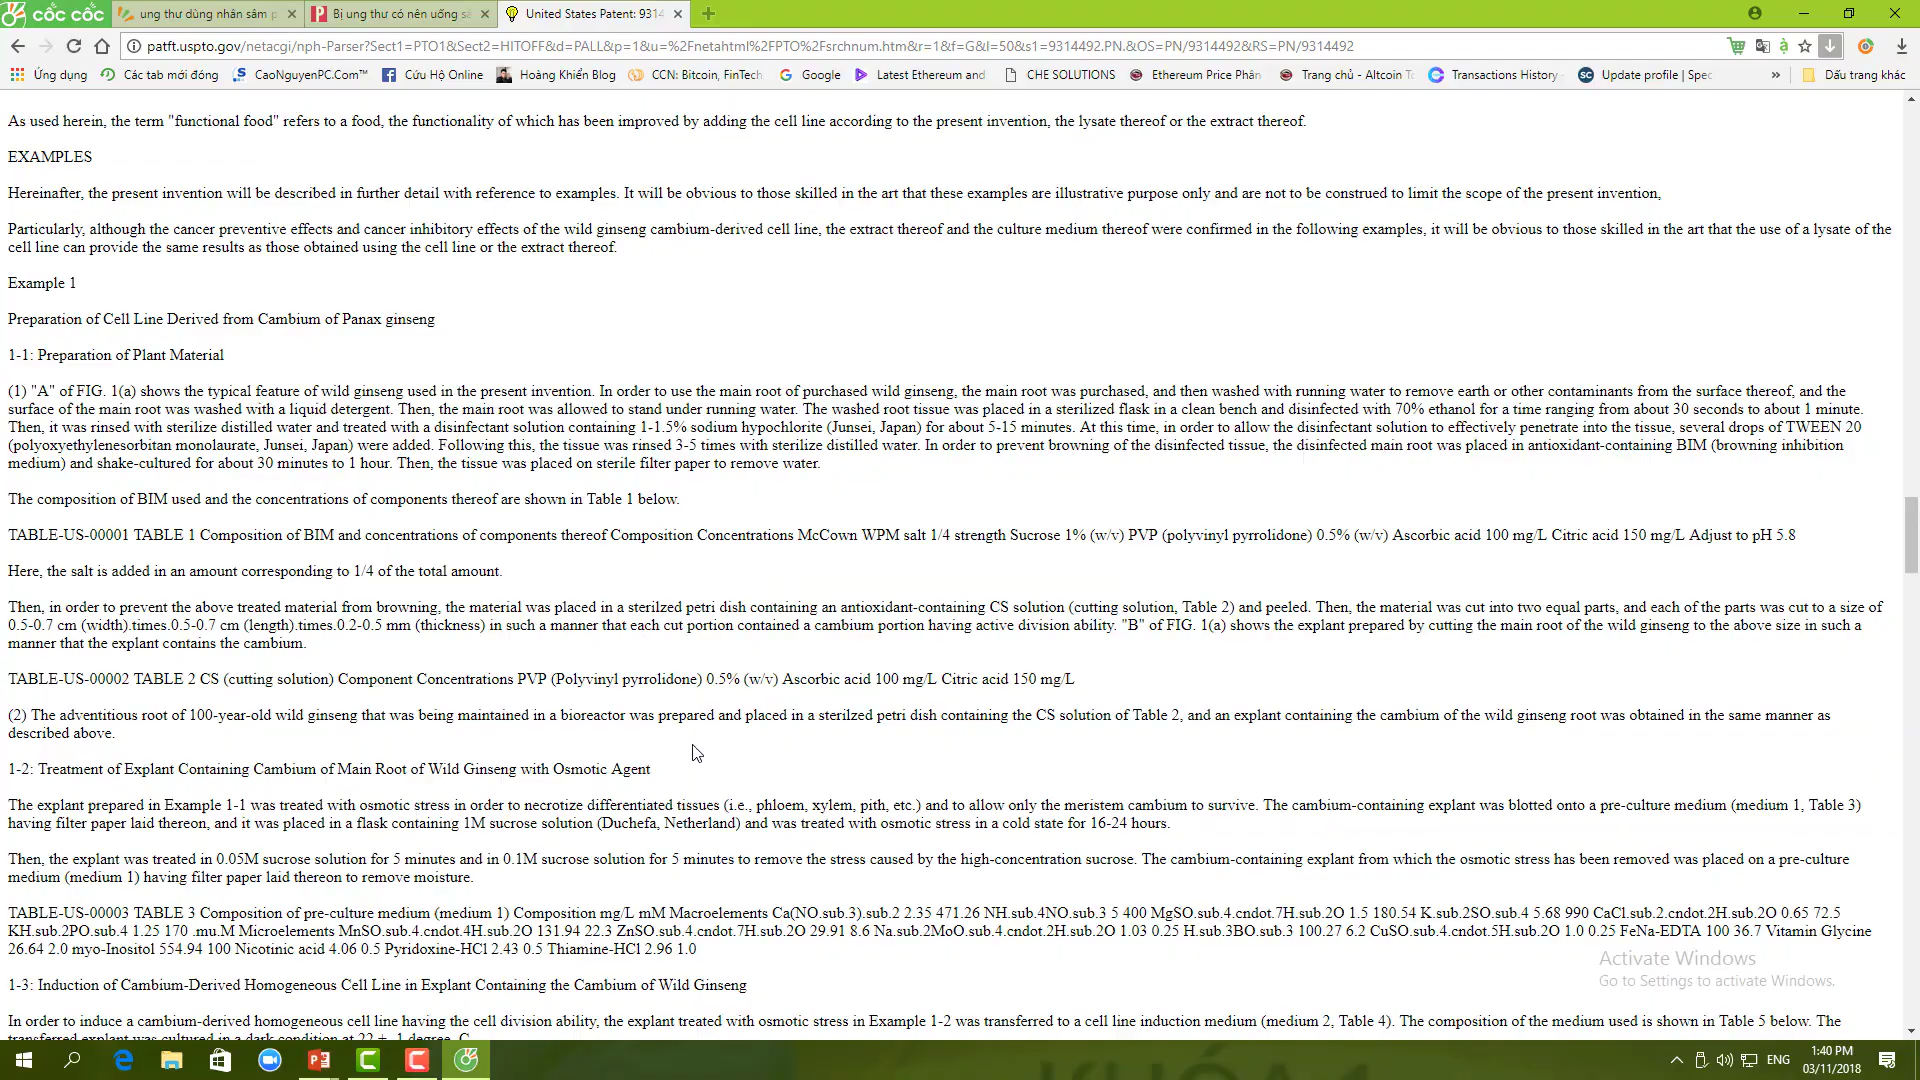 cốc cốc
ung thư dùng nhân sâm p
Bị ung thư có nên uống sâ
United States Patent: 9314
patft.uspto.gov/netacgi/nph-Parser?Sect1=PTO1&Sect2=HITOFF&d=PALL&p=1&u=%2Fnetahtml%2FPTO%2Fsrchnum.htm&r=1&f=G&l=50&s1=9314492.PN.&OS=PN/9314492&RS=PN/9314492
Ứng dụng
Các tab mới đóng
CaoNguyenPC.Com™
Cứu Hộ Online
Hoàng Khiển Blog
CCN: Bitcoin, FinTech
Google
Latest Ethereum and
CHE SOLUTIONS
Ethereum Price Phân
Trang chủ - Altcoin T
Transactions History
Update profile | Spec
»
Dấu trang khác
As used herein, the term "functional food" refers to a food, the functionality of which has been improved by adding the cell line according to the present invention, the lysate thereof or the extract thereof.
EXAMPLES
Hereinafter, the present invention will be described in further detail with reference to examples. It will be obvious to those skilled in the art that these examples are illustrative purpose only and are not to be construed to limit the scope of the present invention,
Particularly, although the cancer preventive effects and cancer inhibitory effects of the wild ginseng cambium-derived cell line, the extract thereof and the culture medium thereof were confirmed in the following examples, it will be obvious to those skilled in the art that the use of a lysate of the
cell line can provide the same results as those obtained using the cell line or the extract thereof.
Example 1
Preparation of Cell Line Derived from Cambium of Panax ginseng
1-1: Preparation of Plant Material
(1) "A" of FIG. 1(a) shows the typical feature of wild ginseng used in the present invention. In order to use the main root of purchased wild ginseng, the main root was purchased, and then washed with running water to remove earth or other contaminants from the surface thereof, and the
surface of the main root was washed with a liquid detergent. Then, the main root was allowed to stand under running water. The washed root tissue was placed in a sterilized flask in a clean bench and disinfected with 70% ethanol for a time ranging from about 30 seconds to about 1 minute.
Then, it was rinsed with sterilize distilled water and treated with a disinfectant solution containing 1-1.5% sodium hypochlorite (Junsei, Japan) for about 5-15 minutes. At this time, in order to allow the disinfectant solution to effectively penetrate into the tissue, several drops of TWEEN 20
(polyoxyethylenesorbitan monolaurate, Junsei, Japan) were added. Following this, the tissue was rinsed 3-5 times with sterilize distilled water. In order to prevent browning of the disinfected tissue, the disinfected main root was placed in antioxidant-containing BIM (browning inhibition
medium) and shake-cultured for about 30 minutes to 1 hour. Then, the tissue was placed on sterile filter paper to remove water.
The composition of BIM used and the concentrations of components thereof are shown in Table 1 below.
TABLE-US-00001 TABLE 1 Composition of BIM and concentrations of components thereof Composition Concentrations McCown WPM salt 1/4 strength Sucrose 1% (w/v) PVP (polyvinyl pyrrolidone) 0.5% (w/v) Ascorbic acid 100 mg/L Citric acid 150 mg/L Adjust to pH 5.8
Here, the salt is added in an amount corresponding to 1/4 of the total amount.
Then, in order to prevent the above treated material from browning, the material was placed in a sterilzed petri dish containing an antioxidant-containing CS solution (cutting solution, Table 2) and peeled. Then, the material was cut into two equal parts, and each of the parts was cut to a size of
0.5-0.7 cm (width).times.0.5-0.7 cm (length).times.0.2-0.5 mm (thickness) in such a manner that each cut portion contained a cambium portion having active division ability. "B" of FIG. 1(a) shows the explant prepared by cutting the main root of the wild ginseng to the above size in such a
manner that the explant contains the cambium.
TABLE-US-00002 TABLE 2 CS (cutting solution) Component Concentrations PVP (Polyvinyl pyrrolidone) 0.5% (w/v) Ascorbic acid 100 mg/L Citric acid 150 mg/L
(2) The adventitious root of 100-year-old wild ginseng that was being maintained in a bioreactor was prepared and placed in a sterilzed petri dish containing the CS solution of Table 2, and an explant containing the cambium of the wild ginseng root was obtained in the same manner as
described above.
1-2: Treatment of Explant Containing Cambium of Main Root of Wild Ginseng with Osmotic Agent
The explant prepared in Example 1-1 was treated with osmotic stress in order to necrotize differentiated tissues (i.e., phloem, xylem, pith, etc.) and to allow only the meristem cambium to survive. The cambium-containing explant was blotted onto a pre-culture medium (medium 1, Table 3)
having filter paper laid thereon, and it was placed in a flask containing 1M sucrose solution (Duchefa, Netherland) and was treated with osmotic stress in a cold state for 16-24 hours.
Then, the explant was treated in 0.05M sucrose solution for 5 minutes and in 0.1M sucrose solution for 5 minutes to remove the stress caused by the high-concentration sucrose. The cambium-containing explant from which the osmotic stress has been removed was placed on a pre-culture
medium (medium 1) having filter paper laid thereon to remove moisture.
TABLE-US-00003 TABLE 3 Composition of pre-culture medium (medium 1) Composition mg/L mM Macroelements Ca(NO.sub.3).sub.2 2.35 471.26 NH.sub.4NO.sub.3 5 400 MgSO.sub.4.cndot.7H.sub.2O 1.5 180.54 K.sub.2SO.sub.4 5.68 990 CaCl.sub.2.cndot.2H.sub.2O 0.65 72.5
KH.sub.2PO.sub.4 1.25 170 .mu.M Microelements MnSO.sub.4.cndot.4H.sub.2O 131.94 22.3 ZnSO.sub.4.cndot.7H.sub.2O 29.91 8.6 Na.sub.2MoO.sub.4.cndot.2H.sub.2O 1.03 0.25 H.sub.3BO.sub.3 100.27 6.2 CuSO.sub.4.cndot.5H.sub.2O 1.0 0.25 FeNa-EDTA 100 36.7 Vitamin Glycine
26.64 2.0 myo-Inositol 554.94 100 Nicotinic acid 4.06 0.5 Pyridoxine-HCl 2.43 0.5 Thiamine-HCl 2.96 1.0
1-3: Induction of Cambium-Derived Homogeneous Cell Line in Explant Containing the Cambium of Wild Ginseng
In order to induce a cambium-derived homogeneous cell line having the cell division ability, the explant treated with osmotic stress in Example 1-2 was transferred to a cell line induction medium (medium 2, Table 4). The composition of the medium used is shown in Table 5 below. The
transferred explant was cultured in a dark condition at 22.+-.1.degree. C.
Activate Windows
Go to Settings to activate Windows.
ENG
1:40 PM
03/11/2018